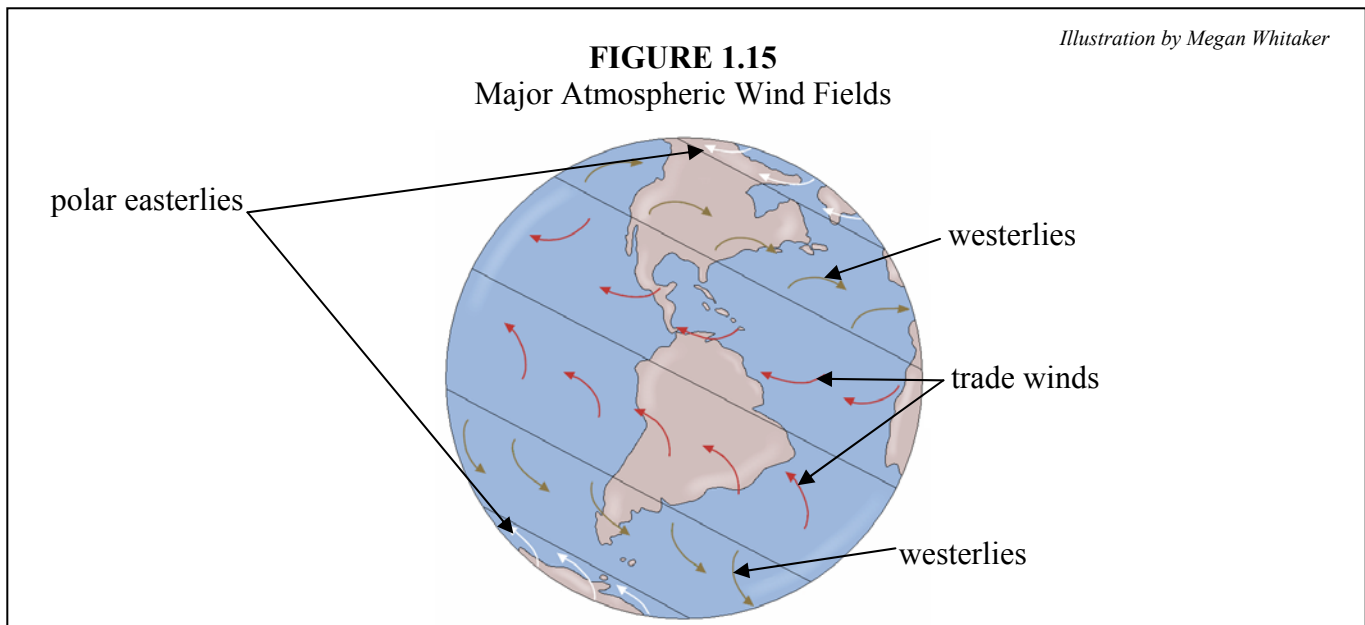 Illustration by Megan Whitaker
FIGURE 1.15
Major Atmospheric Wind Fields
polar easterlies
westerlies
trade winds
westerlies